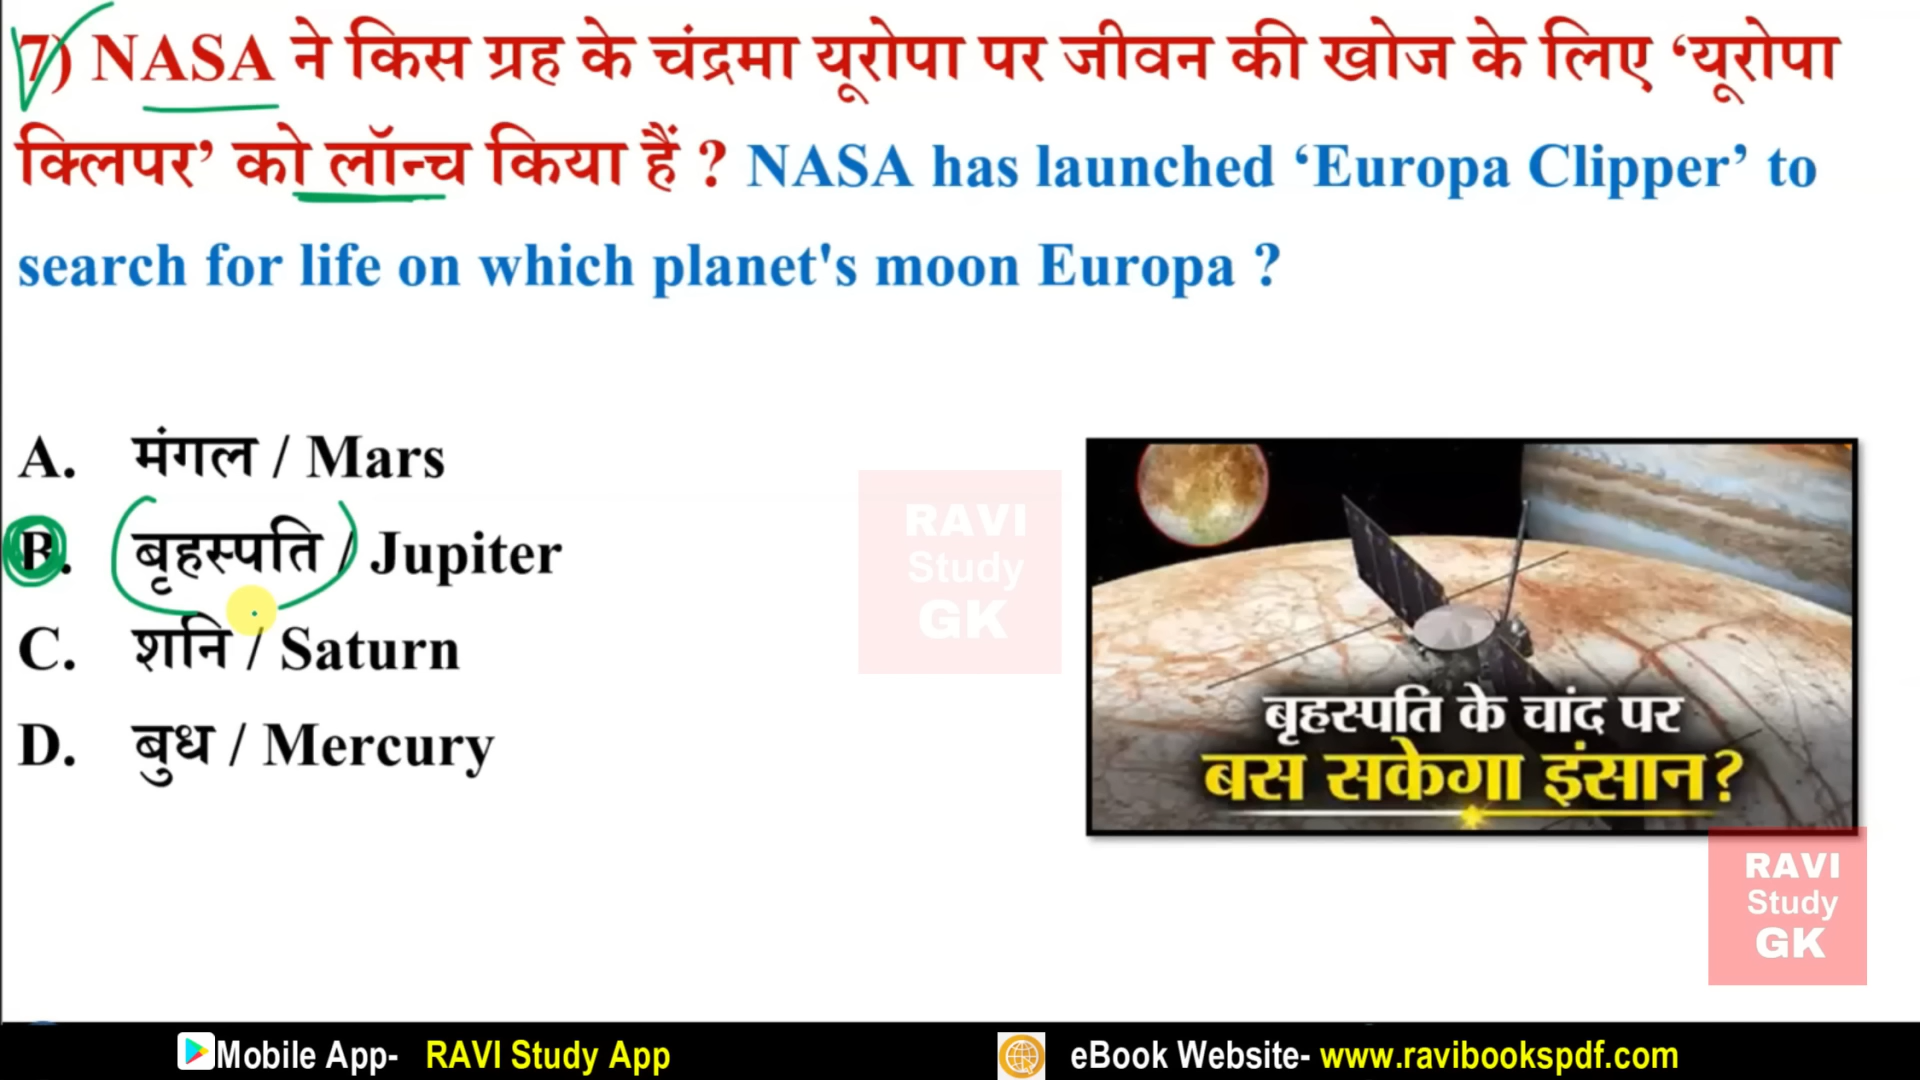 7) NASA ने किस ग्रह के चंद्रमा यूरोपा पर जीवन की खोज के लिए ‘यूरोपा
क्लिपर’ को लॉन्च किया हैं ? NASA has launched ‘Europa Clipper’ to
search for life on which planet's moon Europa ?
A. मंगल / Mars
B. बृहस्पति / Jupiter
C. शनि / Saturn
D. बुध / Mercury
RAVI
Study
GK
बृहस्पति के चांद पर
बस सकेगा इंसान?
RAVI
Study
GK
Mobile App- RAVI Study App
eBook Website- www.ravibookspdf.com